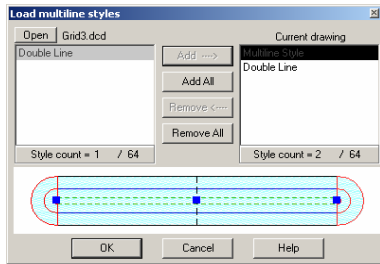 Load multiline styles
Open Grid3.dcd Current drawing
Double Line
Multiline Style
Double Line
Add ---->
Add All
Remove <----
Remove All
Style count = 1 / 64
Style count = 2 / 64
OK Cancel Help